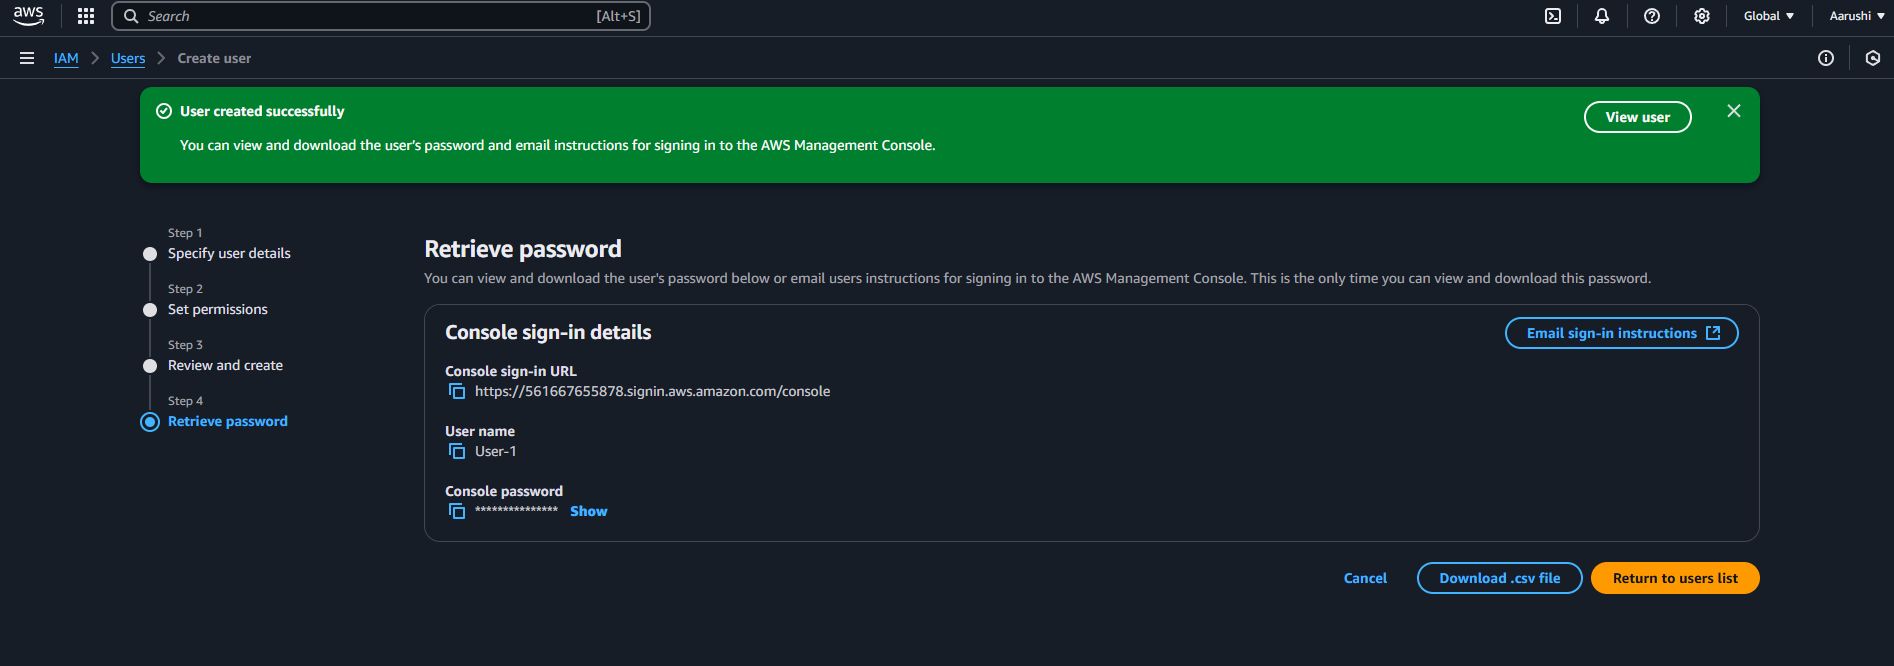 aws
Search [Alt+S]
Global Aarushi
IAM Users Create user
User created successfully
View user
You can view and download the user's password and email instructions for signing in to the AWS Management Console.
Step 1
Specify user details
Step 2
Set permissions
Step 3
Review and create
Step 4
Retrieve password
Retrieve password
You can view and download the user's password below or email users instructions for signing in to the AWS Management Console. This is the only time you can view and download this password.
Console sign-in details
Email sign-in instructions
Console sign-in URL
https://561667655878.signin.aws.amazon.com/console
User name
User-1
Console password
*************** Show
Cancel
Download .csv file
Return to users list